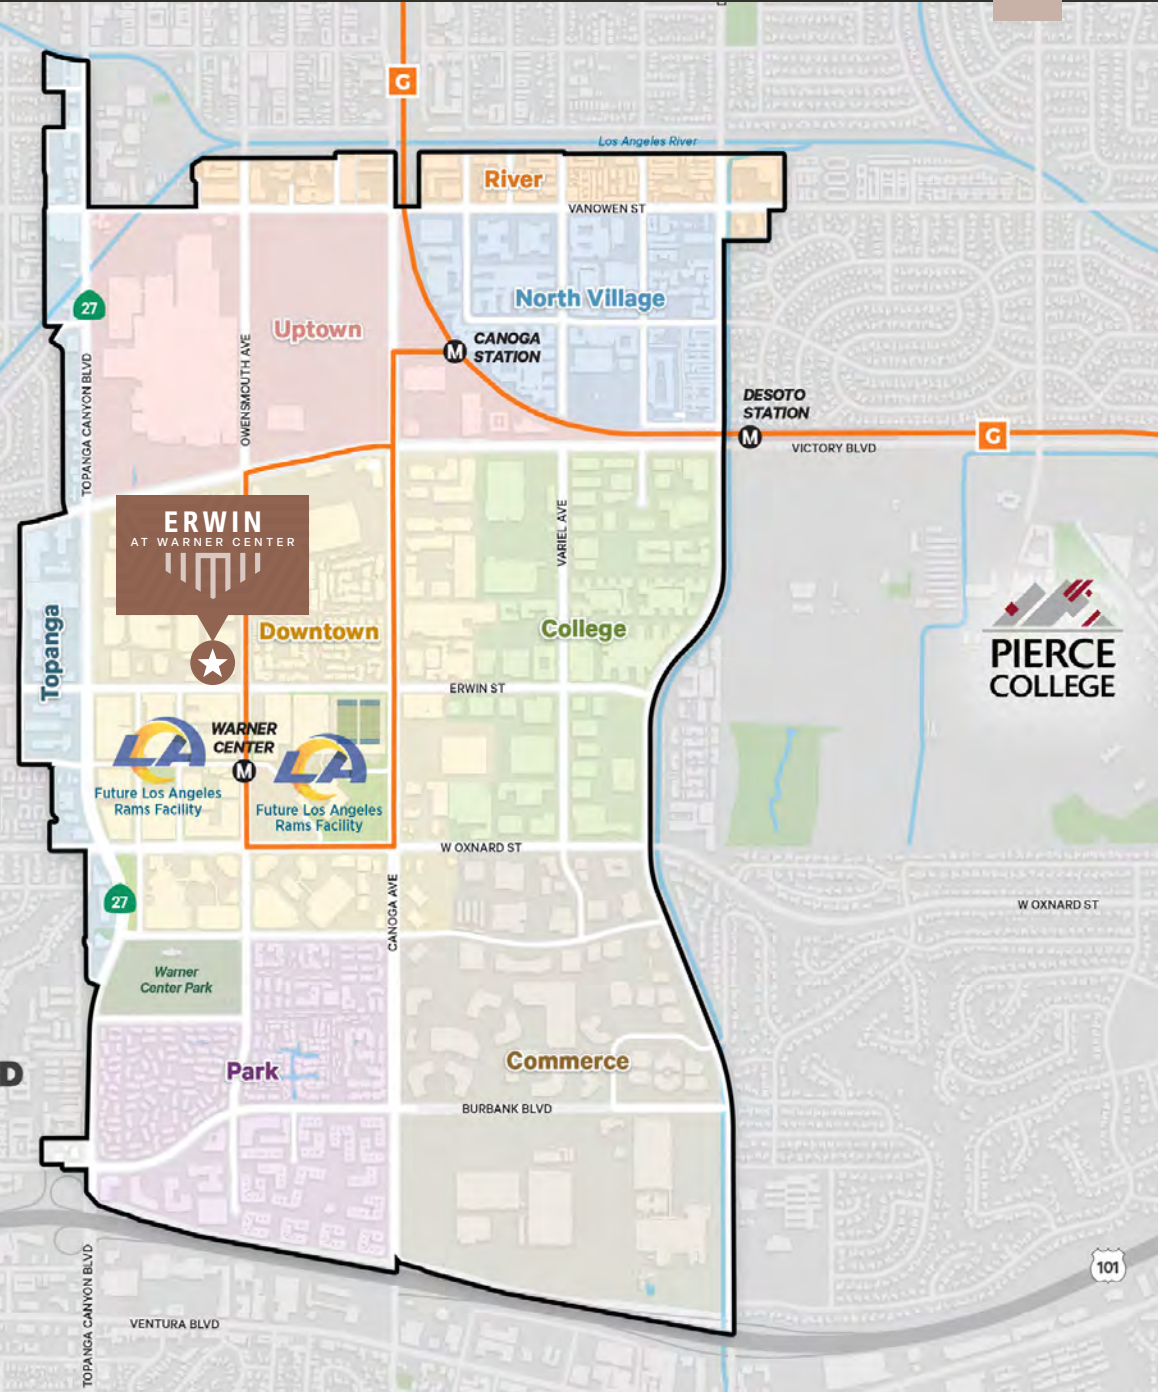 G
Los Angeles River
River
VANOWEN ST
North Village
27
Uptown
OWENSMOUTH AVE
TOPANGA CANYON BLVD
M
CANOGA
STATION
DESOTO
STATION
M
G
VICTORY BLVD
ERWIN
AT WARNER CENTER
VARIEL AVE
Topanga
Downtown
College
PIERCE
COLLEGE
ERWIN ST
WARNER
CENTER
M
LA
Future Los Angeles
Rams Facility
LA
Future Los Angeles
Rams Facility
W OXNARD ST
27
CANOGA AVE
W OXNARD ST
Warner
Center Park
Park
Commerce
D
BURBANK BLVD
101
TOPANGA CANYON BLVD
VENTURA BLVD